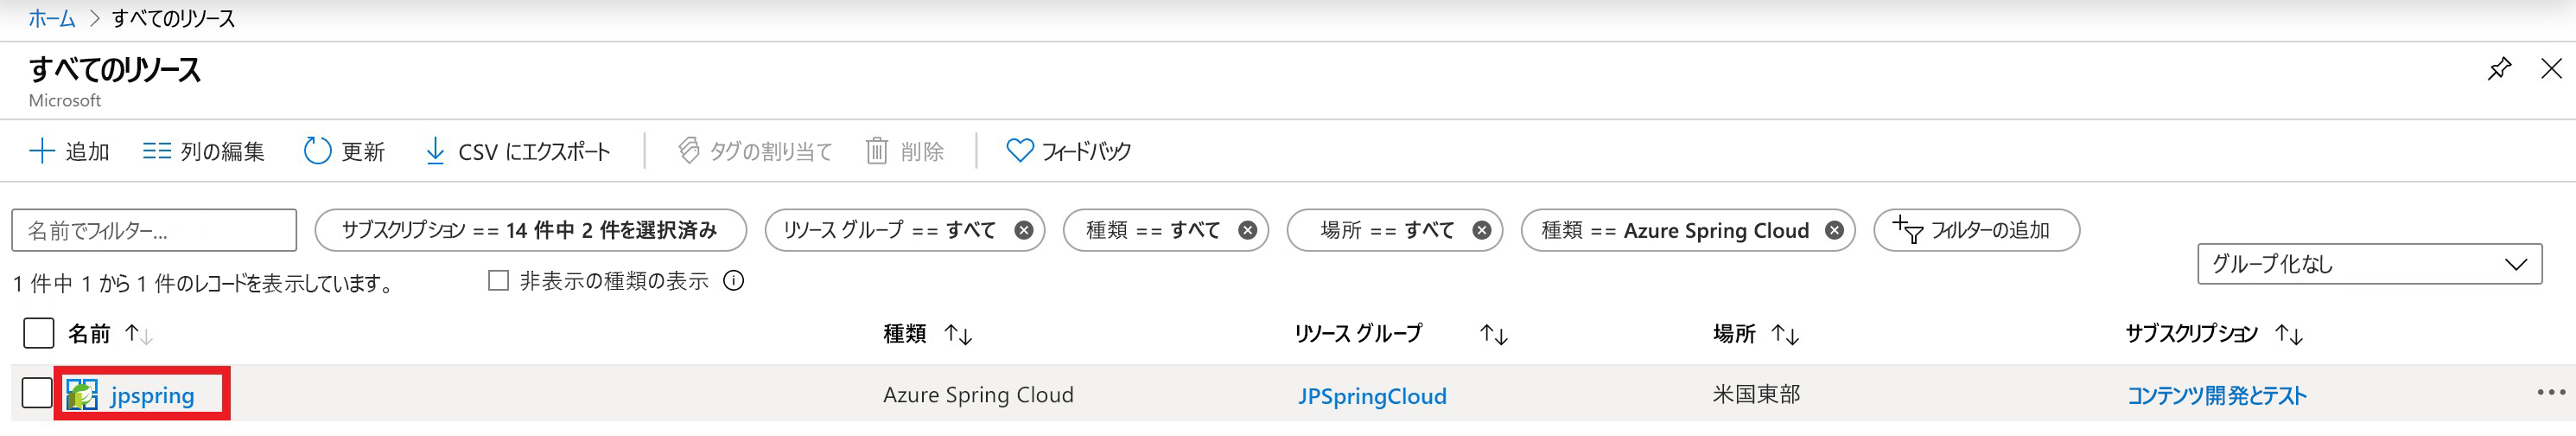 ホーム > すべてのリソース
すべてのリソース
Microsoft
追加 列の編集 更新 CSV にエクスポート タグの割り当て 削除 フィードバック
名前でフィルター... サブスクリプション == 14 件中 2 件を選択済み リソース グループ == すべて 種類 == すべて 場所 == すべて 種類 == Azure Spring Cloud フィルターの追加
1 件中 1 から 1 件のレコードを表示しています。 非表示の種類の表示 グループ化なし
名前 種類 リソース グループ 場所 サブスクリプション
jpspring Azure Spring Cloud JPSpringCloud 米国東部 コンテンツ開発とテスト